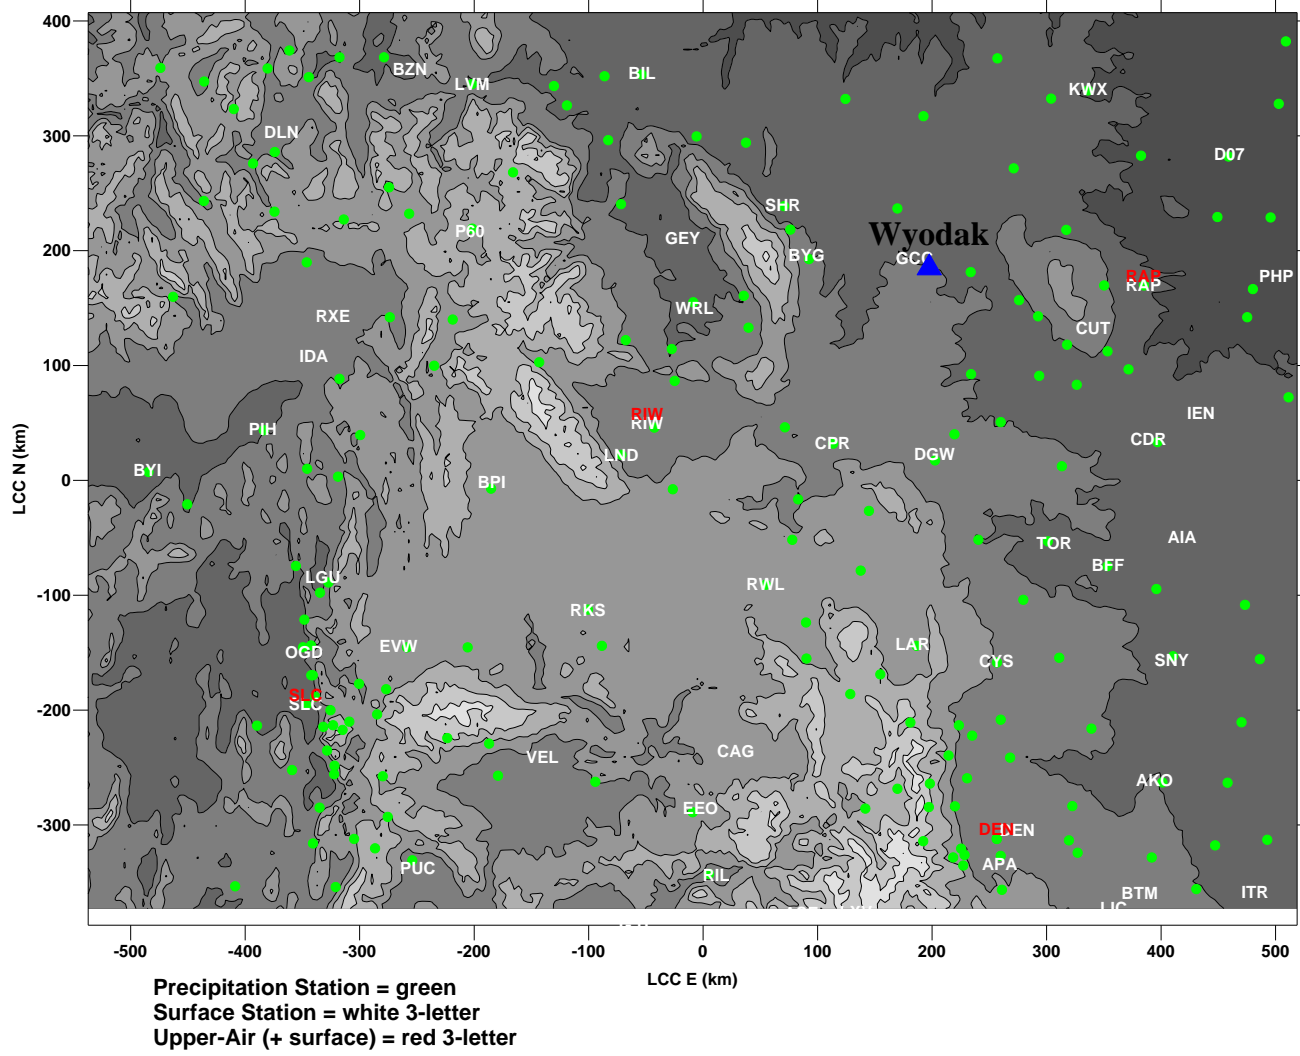 400
BZN
BIL
LVM
KWX
300
DLN
D07
SHR
P60
GEY
Wyodak
200
BYG
GCC
RAP
RAP
PHP
WRL
RXE
CUT
IDA
100
RIW
RIW
IEN
PIH
CPR
CDR
BYI
LND
DGW
0
BPI
LCC N (km)
TOR
AIA
BFF
LGU
RWL
-100
RKS
OGD
EVW
LAR
CYS
SNY
SLC
SLC
-200
VEL
CAG
AKO
EEO
-300
DEN
DEN
PUC
RIL
APA
BTM
ITR
-500 -400 -300 -200 -100 0 100 200 300 400 500
LCC E (km)
Precipitation Station = green
Surface Station = white 3-letter
Upper-Air (+ surface) = red 3-letter